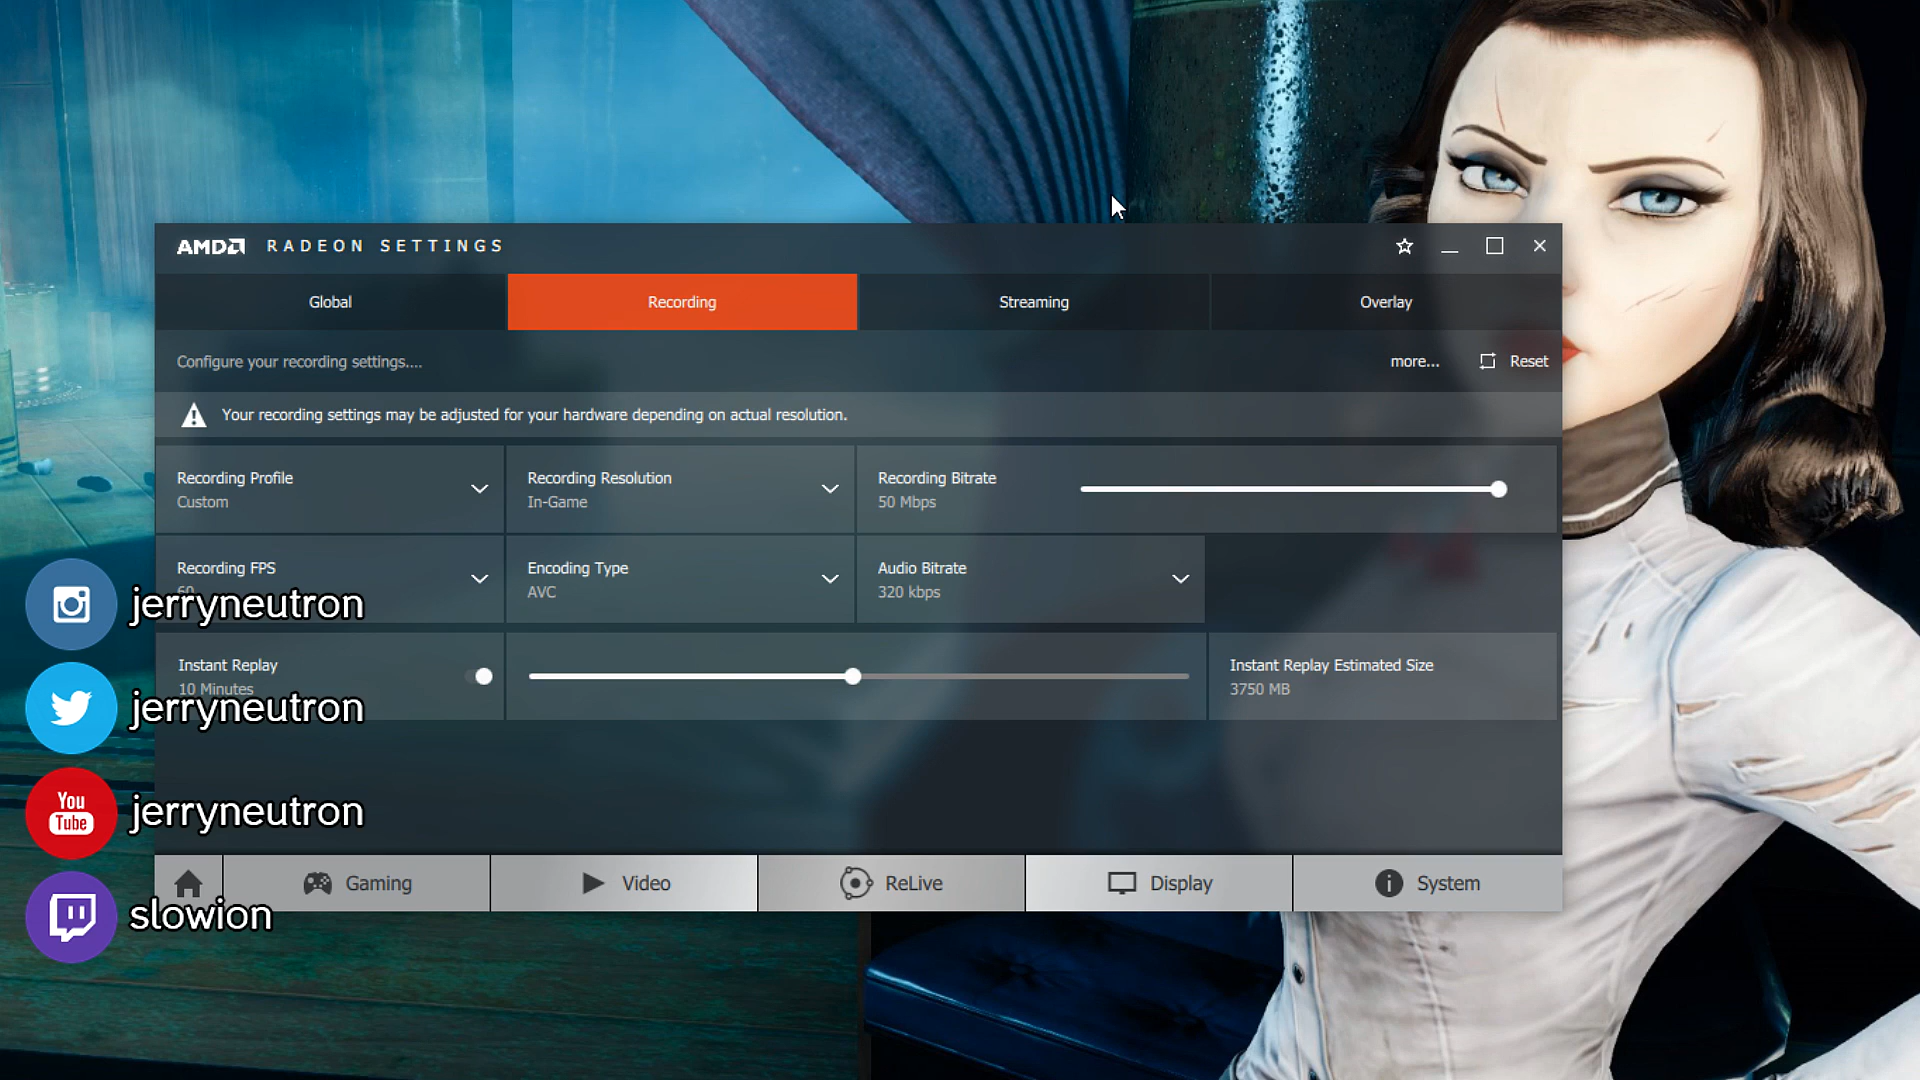 AMD RADEON SETTINGS
Global Recording Streaming Overlay
Configure your recording settings.... more... Reset
Your recording settings may be adjusted for your hardware depending on actual resolution.
Recording Profile
Custom
Recording Resolution
In-Game
Recording Bitrate
50 Mbps
Recording FPS
60
Encoding Type
AVC
Audio Bitrate
320 kbps
jerryneutron
Instant Replay
10 Minutes
Instant Replay Estimated Size
3750 MB
jerryneutron
You
Tube
jerryneutron
Gaming Video ReLive Display System
slowion